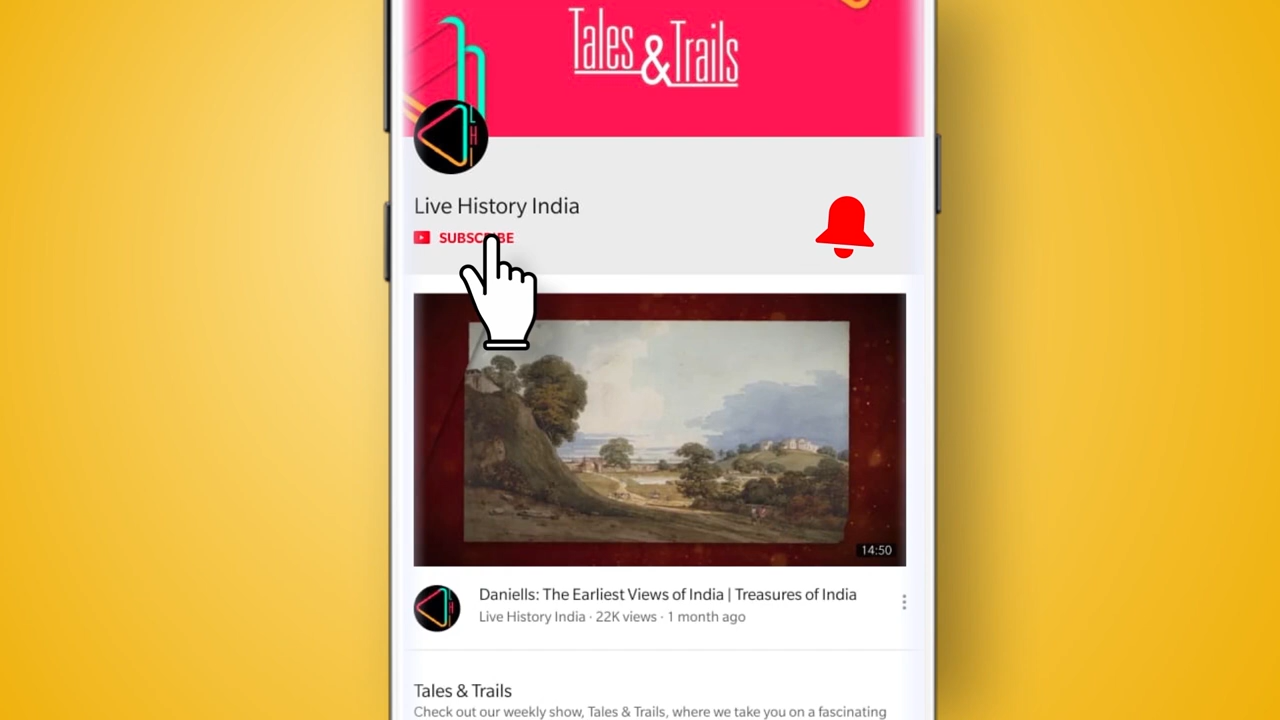 Tales & Trails
LHI
Live History India
SUBSCRIBE
14:50
Daniells: The Earliest Views of India | Treasures of India
LHI
Live History India · 22K views · 1 month ago
Tales & Trails
Check out our weekly show, Tales & Trails, where we take you on a fascinating